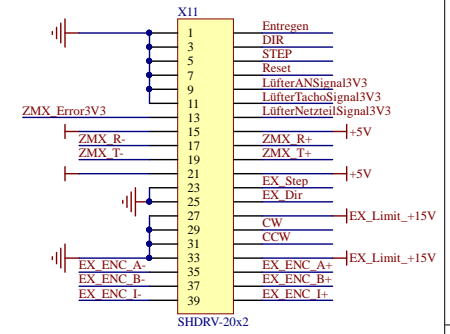 X11
1 Entregen
3 DIR
5 STEP
7 Reset
9 LüfterANSignal3V3
11 LüfterTachoSignal3V3
ZMX_Error3V3 13 LüfterNetzteilSignal3V3
15 +5V
ZMX_R- 17 ZMX_R+
ZMX_T- 19 ZMX_T+
21 +5V
23 EX_Step
25 EX_Dir
27 EX_Limit_+15V
29 CW
31 CCW
33 EX_Limit_+15V
EX_ENC_A- 35 EX_ENC_A+
EX_ENC_B- 37 EX_ENC_B+
EX_ENC_I- 39 EX_ENC_I+
SHDRV-20x2